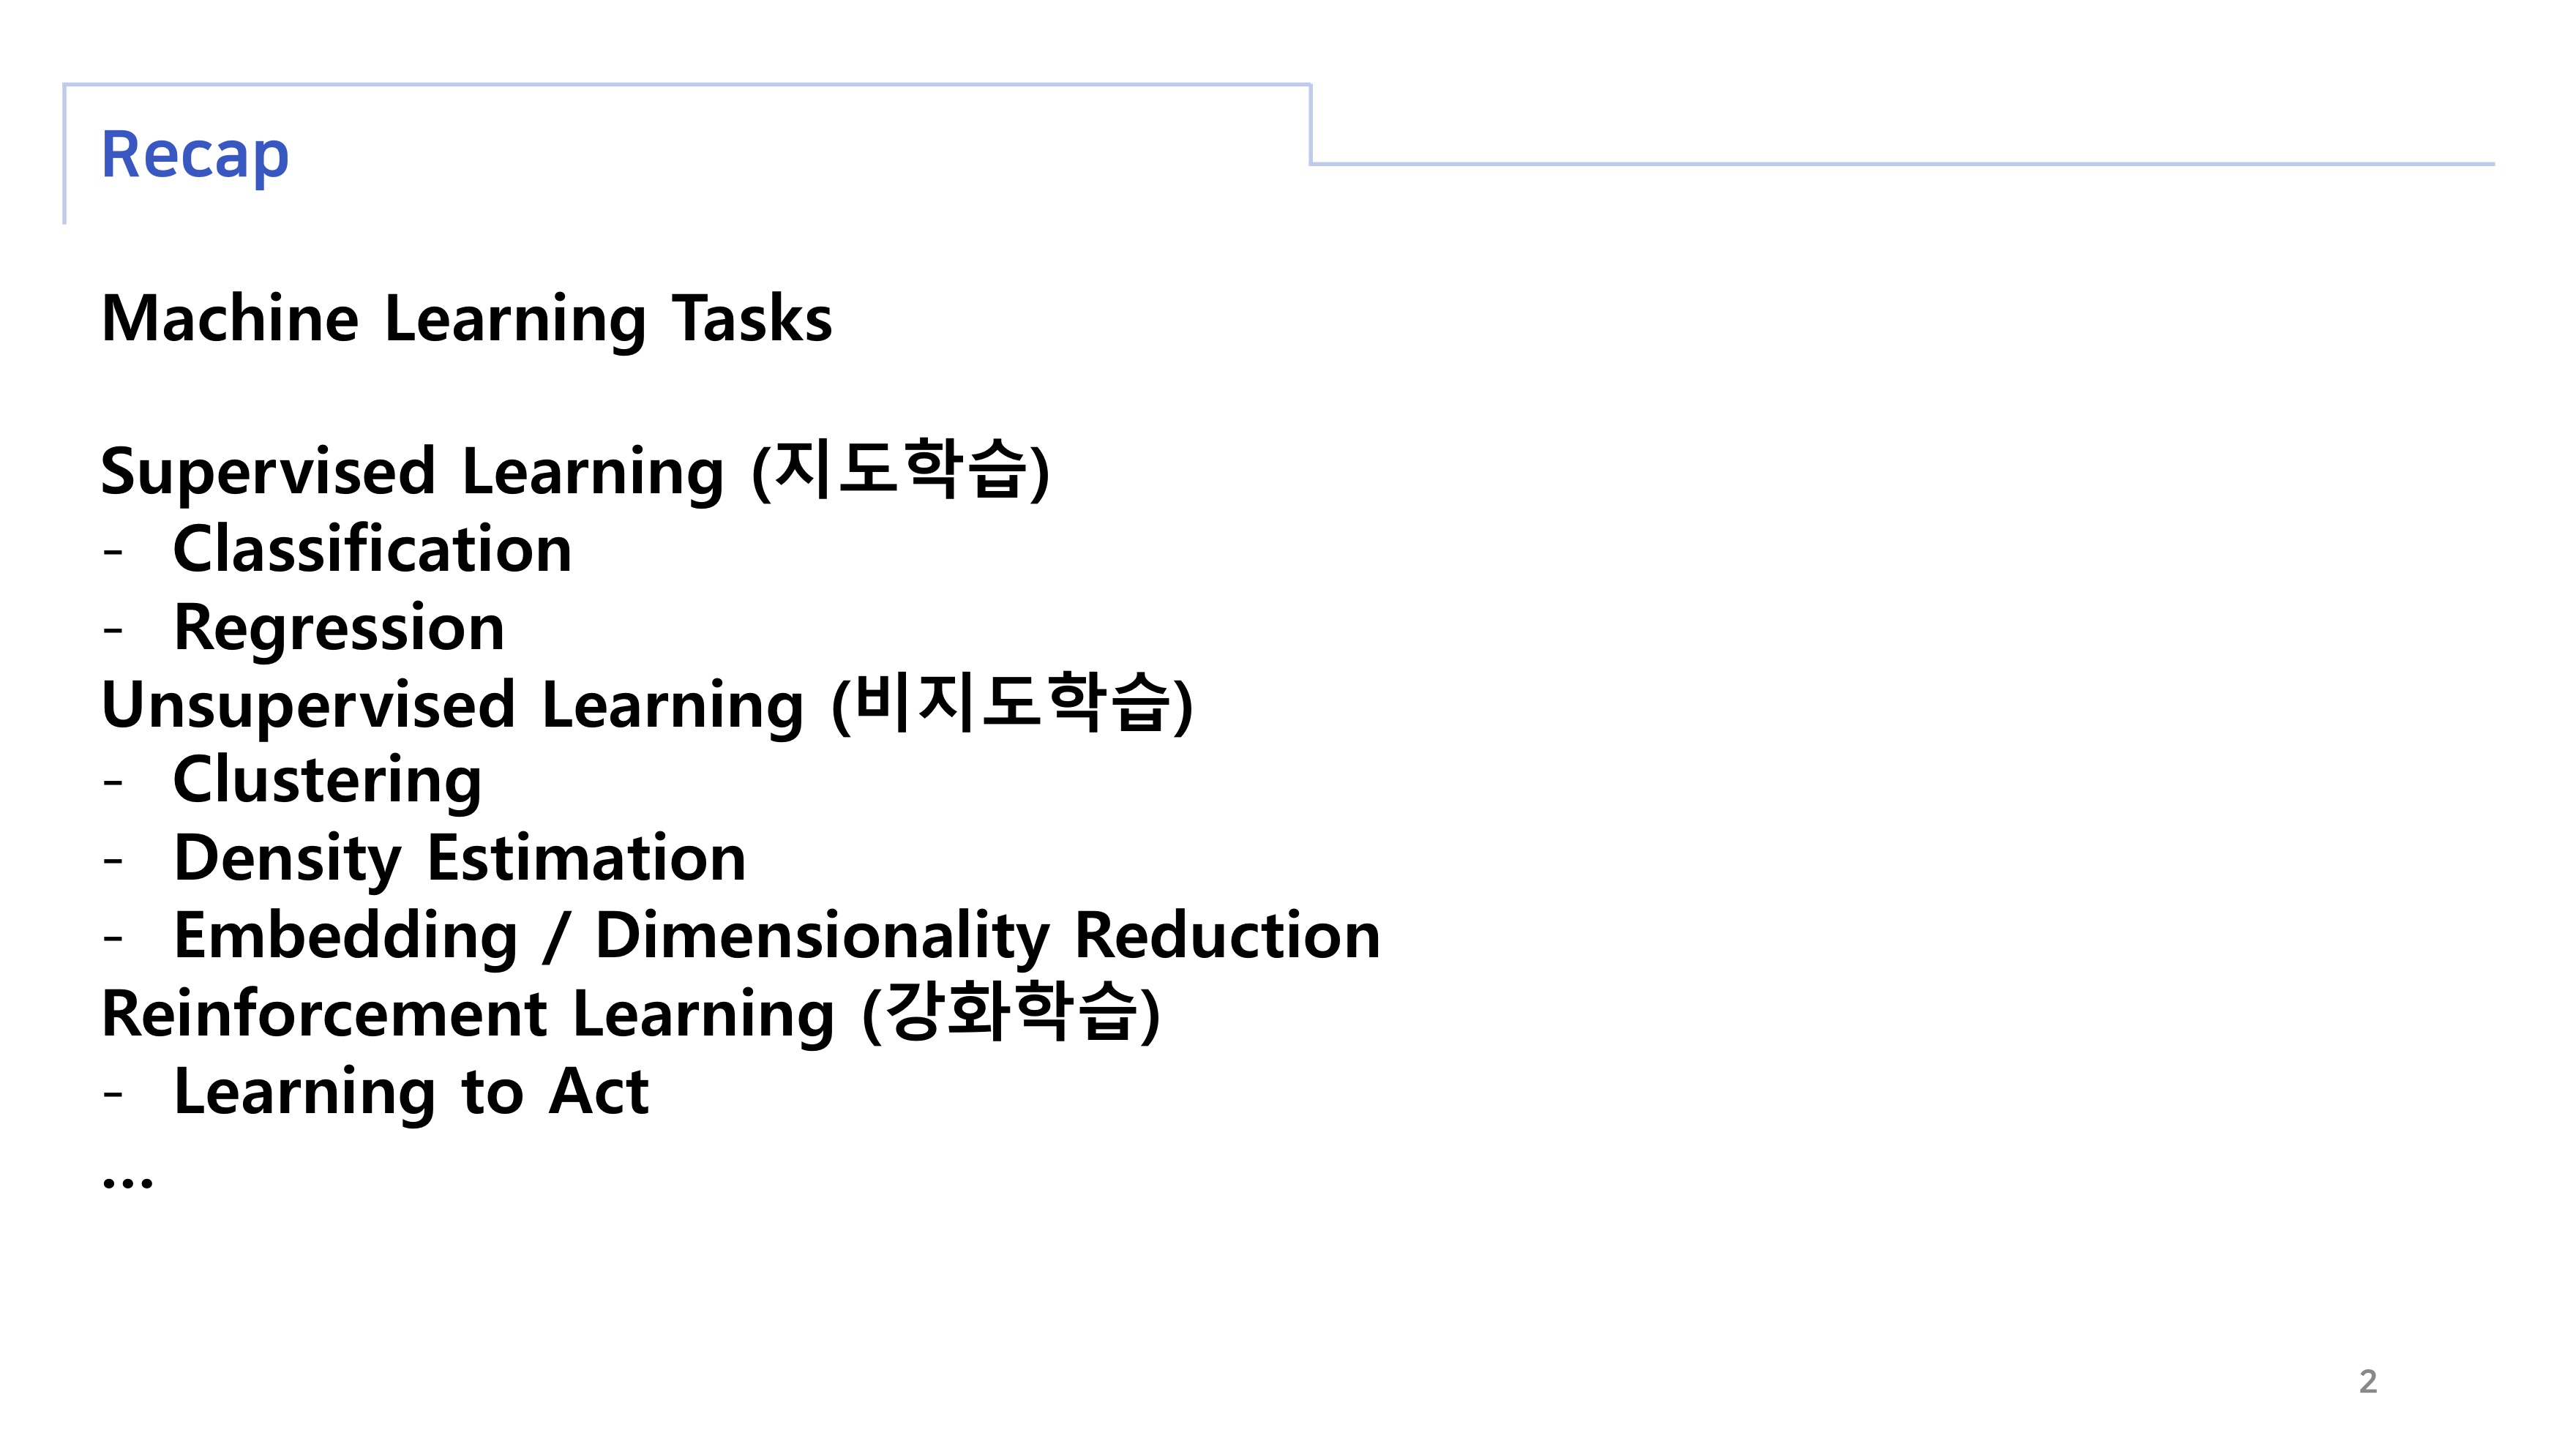 Recap
Machine Learning Tasks
Supervised Learning (지도학습)
- Classification
- Regression
Unsupervised Learning (비지도학습)
- Clustering
- Density Estimation
- Embedding / Dimensionality Reduction
Reinforcement Learning (강화학습)
- Learning to Act
...
2